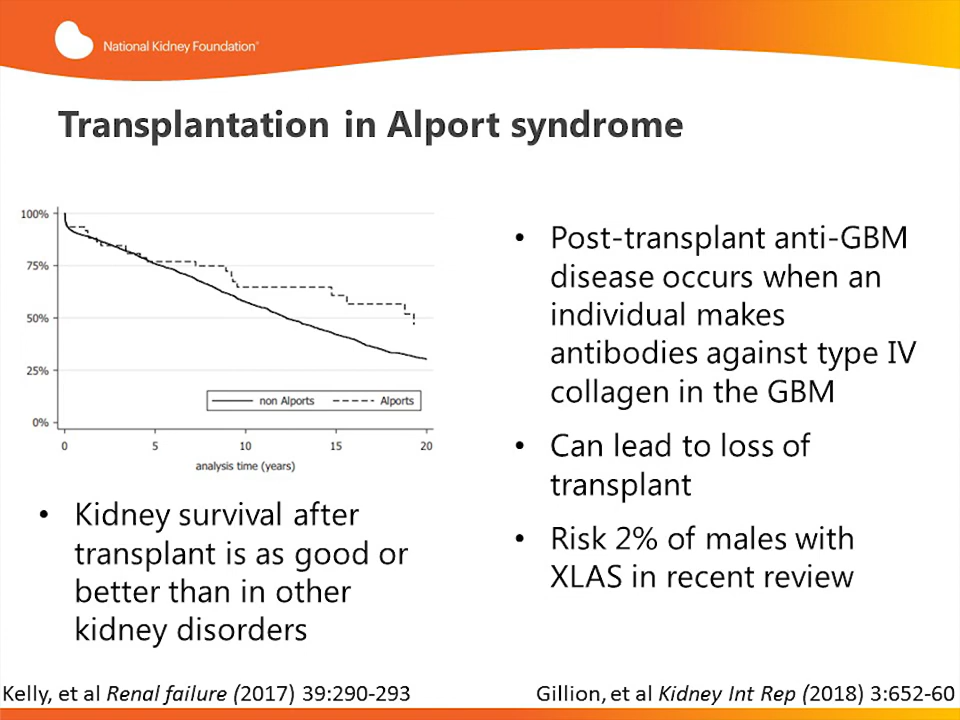 National Kidney Foundation®
Transplantation in Alport syndrome
100%
75%
50%
25%
0%
non Alports
Alports
0 5 10 15 20
analysis time (years)
• Kidney survival after
transplant is as good or
better than in other
kidney disorders
• Post-transplant anti-GBM
disease occurs when an
individual makes
antibodies against type IV
collagen in the GBM
• Can lead to loss of
transplant
• Risk 2% of males with
XLAS in recent review
Kelly, et al Renal failure (2017) 39:290-293
Gillion, et al Kidney Int Rep (2018) 3:652-60